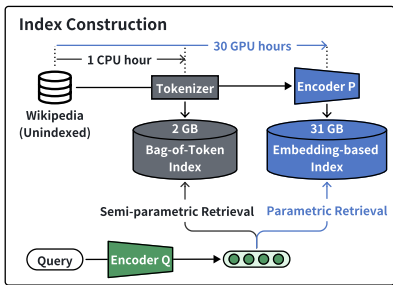 Index Construction
30 GPU hours
1 CPU hour
Tokenizer
Encoder P
Wikipedia
(Unindexed)
2 GB
Bag-of-Token
Index
31 GB
Embedding-based
Index
Semi-parametric Retrieval
Parametric Retrieval
Query
Encoder Q